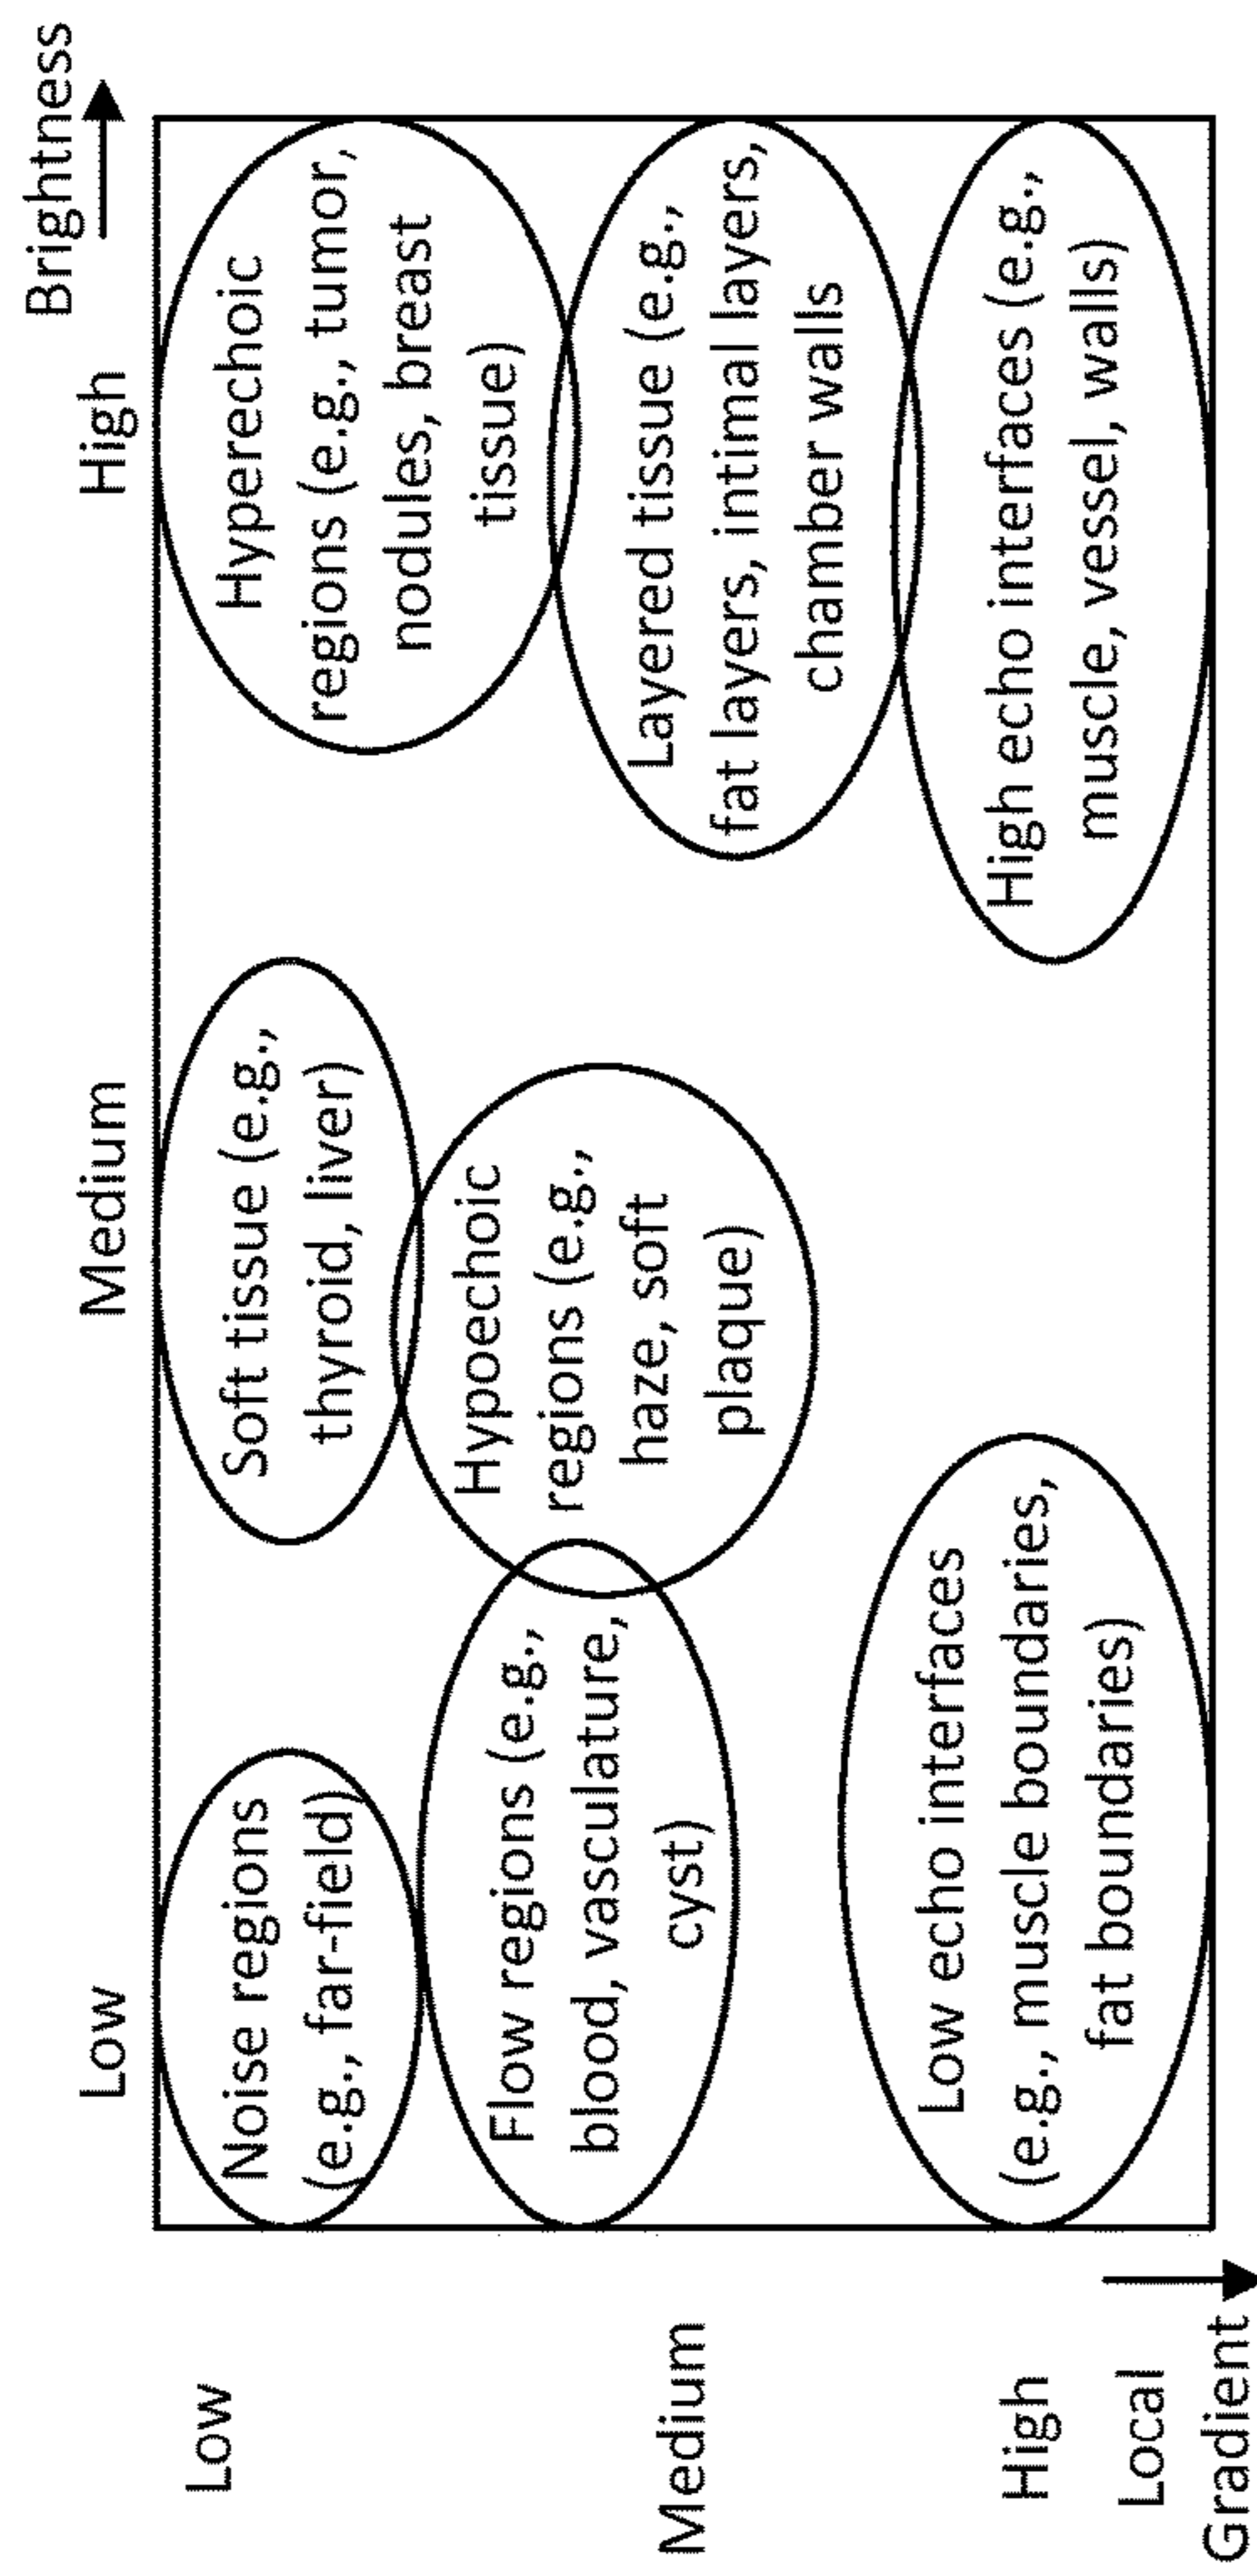 Brightness
Low
Medium
High
Low
Medium
High
Local
Gradient
Noise regions
(e.g., far-field)
Soft tissue (e.g.,
thyroid, liver)
Hyperechoic
regions (e.g., tumor,
nodules, breast
tissue)
Flow regions (e.g.,
blood, vasculature,
cyst)
Hypoechoic
regions (e.g.,
haze, soft
plaque)
Layered tissue (e.g.,
fat layers, intimal layers,
chamber walls
Low echo interfaces
(e.g., muscle boundaries,
fat boundaries)
High echo interfaces (e.g.,
muscle, vessel, walls)